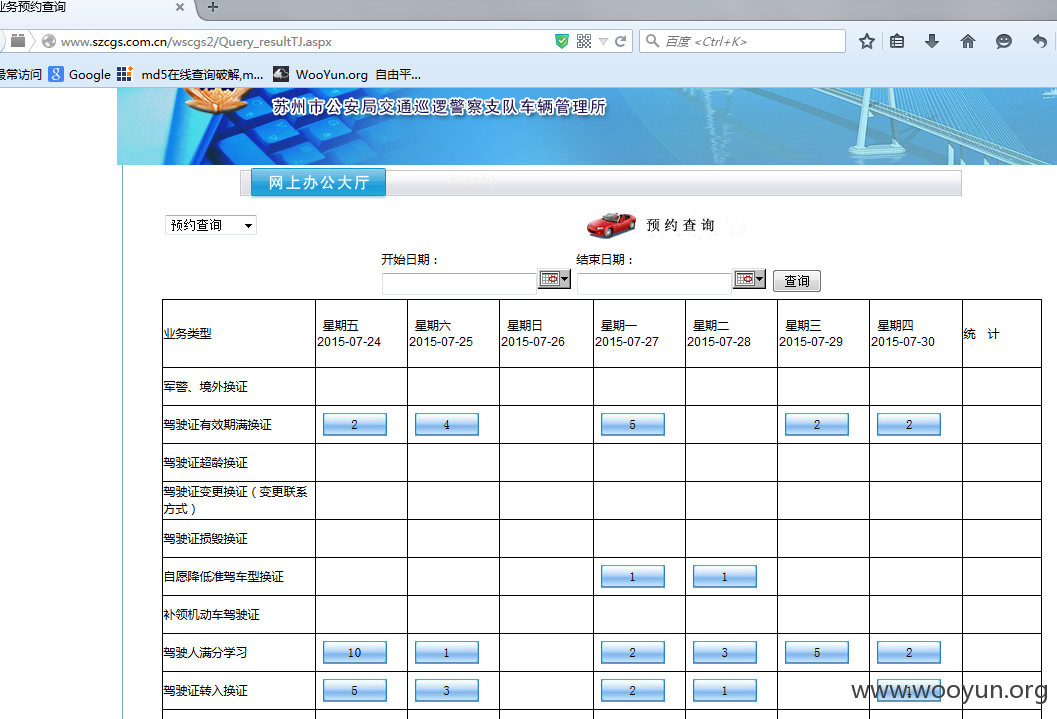 业务预约查询
www.szcgs.com.cn/wscgs2/Query_resultTJ.aspx
百度 <Ctrl+K>
最常访问 Google md5在线查询破解,m... WooYun.org 自由平...
苏州市公安局交通巡逻警察支队车辆管理所
网上办公大厅
预约查询 预约查询
开始日期： 结束日期：
查询
业务类型 星期五 2015-07-24 星期六 2015-07-25 星期日 2015-07-26 星期一 2015-07-27 星期二 2015-07-28 星期三 2015-07-29 星期四 2015-07-30 统 计
军警、境外换证
驾驶证有效期满换证 2 4 5 2 2
驾驶证超龄换证
驾驶证变更换证（变更联系
方式）
驾驶证损毁换证
自愿降低准驾车型换证 1 1
补领机动车驾驶证
驾驶人满分学习 10 1 2 3 5 2
驾驶证转入换证 5 3 2 1
www.wooyun.org